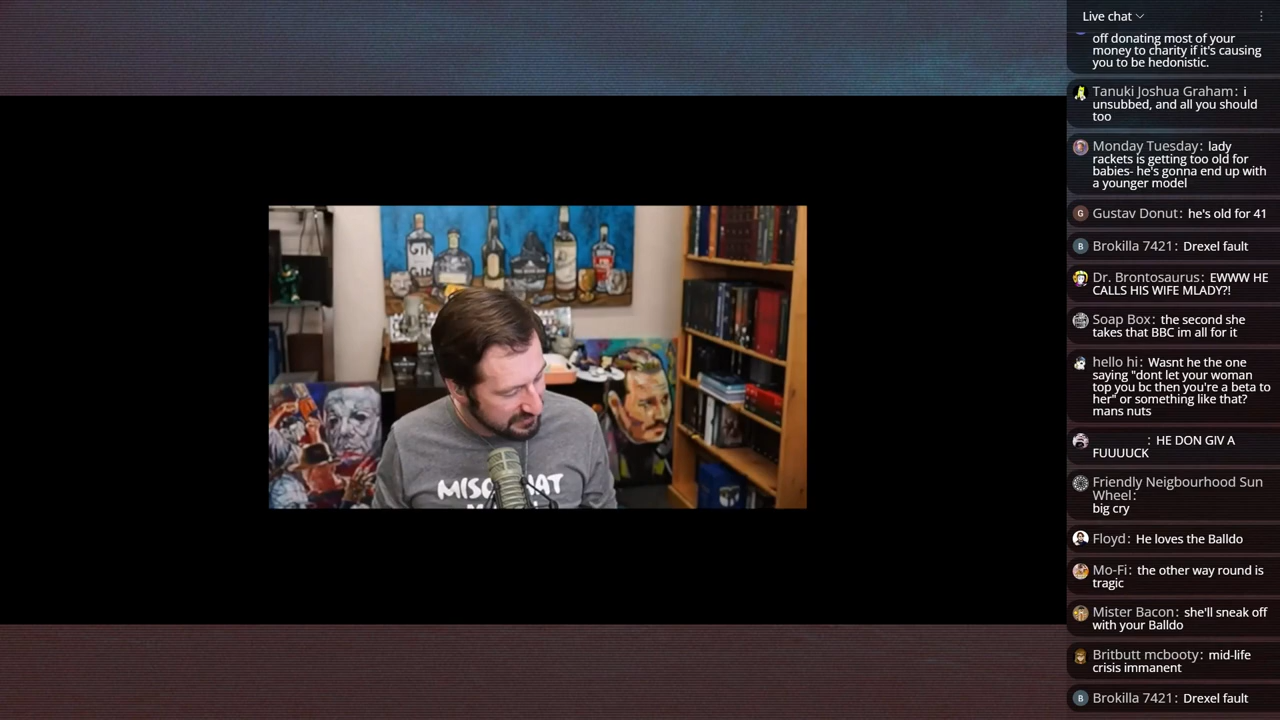 Live chat
off donating most of your
money to charity if it's causing
you to be hedonistic.
Tanuki Joshua Graham: i
unsubbed, and all you should
too
Monday Tuesday: lady
rackets is getting too old for
babies- he's gonna end up with
a younger model
G
Gustav Donut: he's old for 41
B
Brokilla 7421: Drexel fault
Dr. Brontosaurus: EWWW HE
CALLS HIS WIFE MLADY?!
Soap Box: the second she
takes that BBC im all for it
hello hi: Wasnt he the one
saying "dont let your woman
top you bc then you're a beta to
her" or something like that?
mans nuts
: HE DON GIV A
FUUUUCK
Friendly Neigbourhood Sun
Wheel:
big cry
Floyd: He loves the Balldo
Mo-Fi: the other way round is
tragic
Mister Bacon: she'll sneak off
with your Balldo
Britbutt mcbooty: mid-life
crisis immanent
B
Brokilla 7421: Drexel fault
GIN
GIN